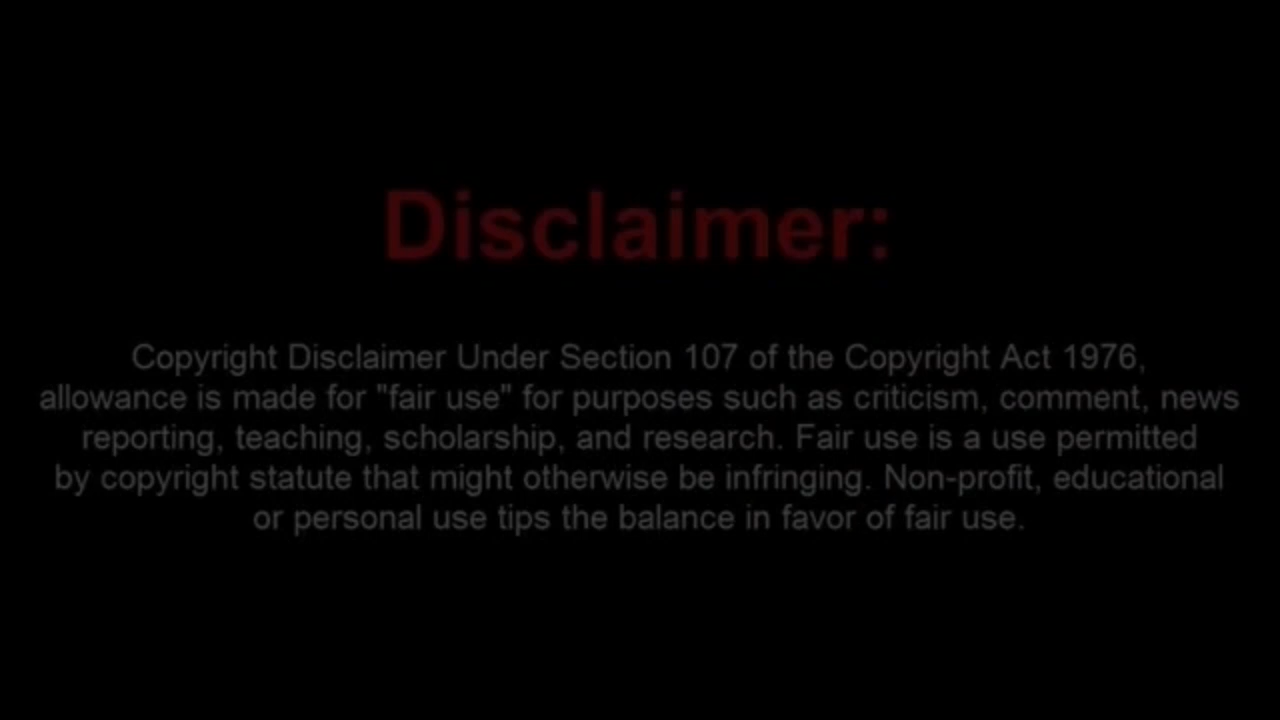 Disclaimer:
Copyright Disclaimer Under Section 107 of the Copyright Act 1976,
allowance is made for "fair use" for purposes such as criticism, comment, news
reporting, teaching, scholarship, and research. Fair use is a use permitted
by copyright statute that might otherwise be infringing. Non-profit, educational
or personal use tips the balance in favor of fair use.